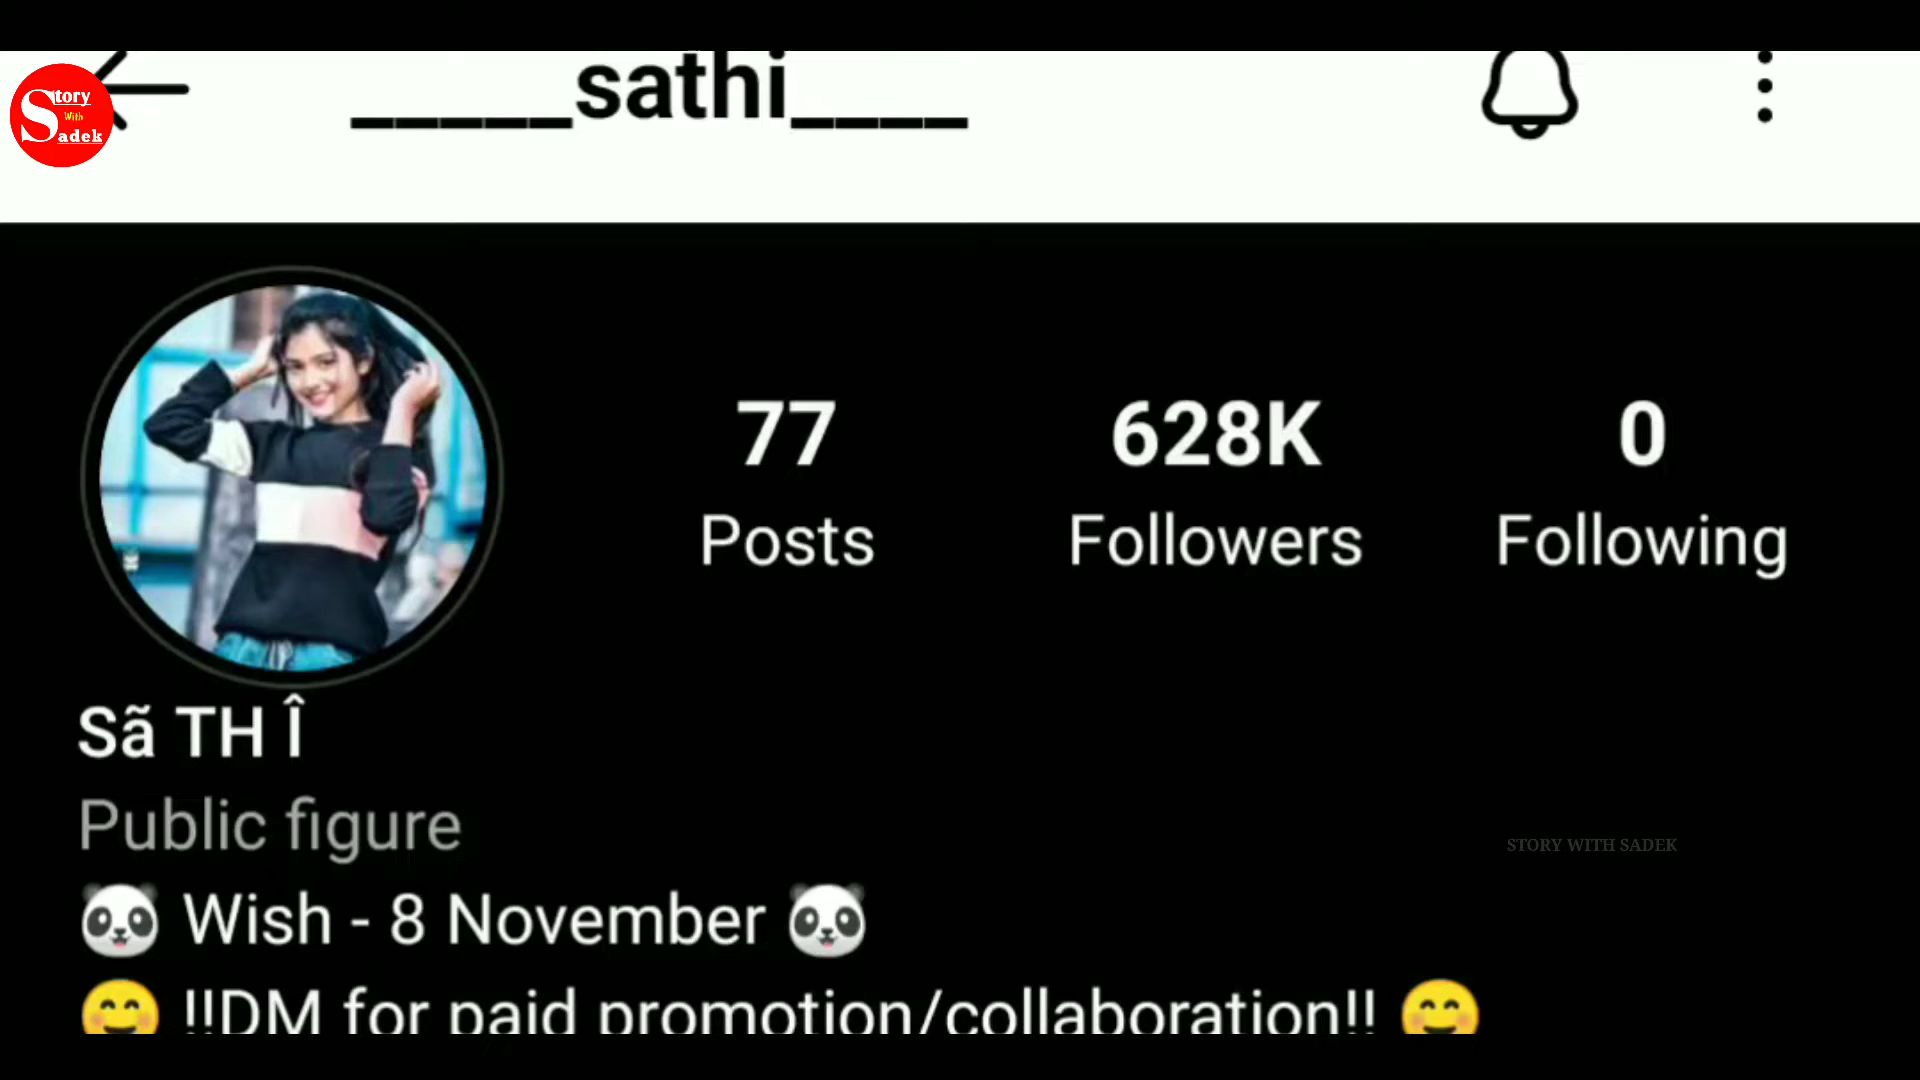 Story
With
Sadek
_____sathi____
77
Posts
628K
Followers
0
Following
Sã TH Î
Public figure
🐼 Wish - 8 November 🐼
😊 !!DM for paid promotion/collaboration!! 😊
STORY WITH SADEK